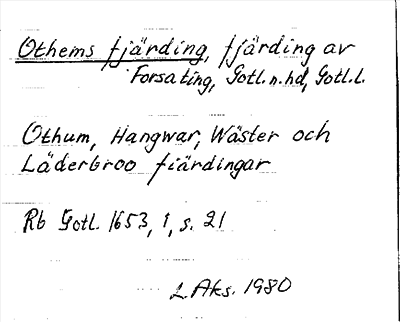 Othems fjärding, fjärding av
Forsa ting, Gotl. n. hd, Gotl. l.
Othum, Hangwar, Wäster och
Läderbroo fiärdingar
Rb Gotl. 1653, 1, s. 21
L Aks. 1980